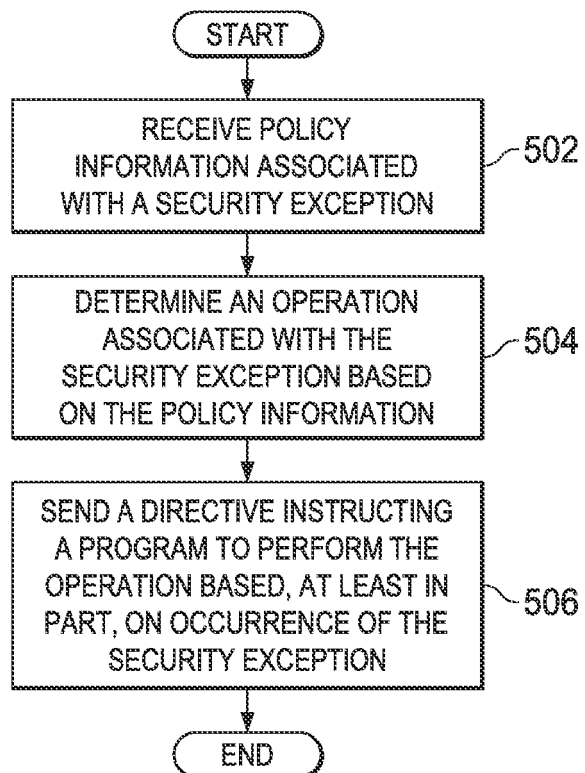 START
RECEIVE POLICY
INFORMATION ASSOCIATED
WITH A SECURITY EXCEPTION
502
DETERMINE AN OPERATION
ASSOCIATED WITH THE
SECURITY EXCEPTION BASED
ON THE POLICY INFORMATION
504
SEND A DIRECTIVE INSTRUCTING
A PROGRAM TO PERFORM THE
OPERATION BASED, AT LEAST IN
PART, ON OCCURRENCE OF THE
SECURITY EXCEPTION
506
END